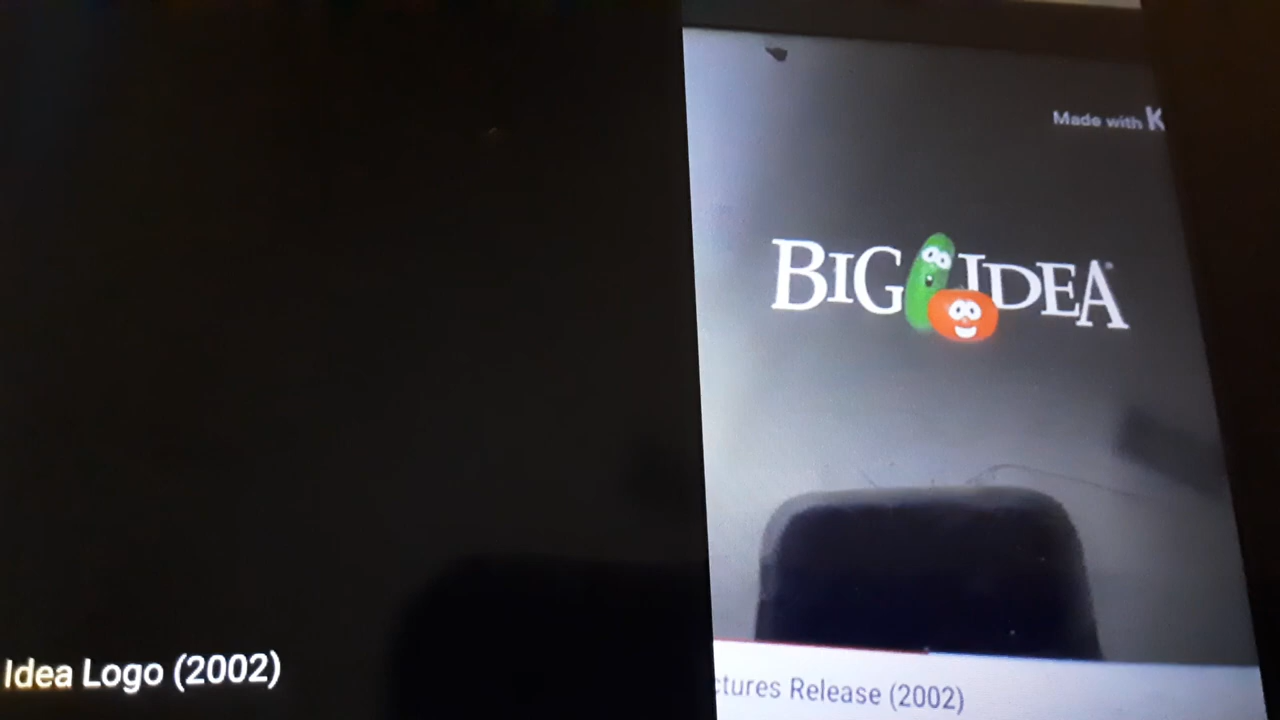 Made with K
BIG IDEA
Idea Logo (2002)
ctures Release (2002)